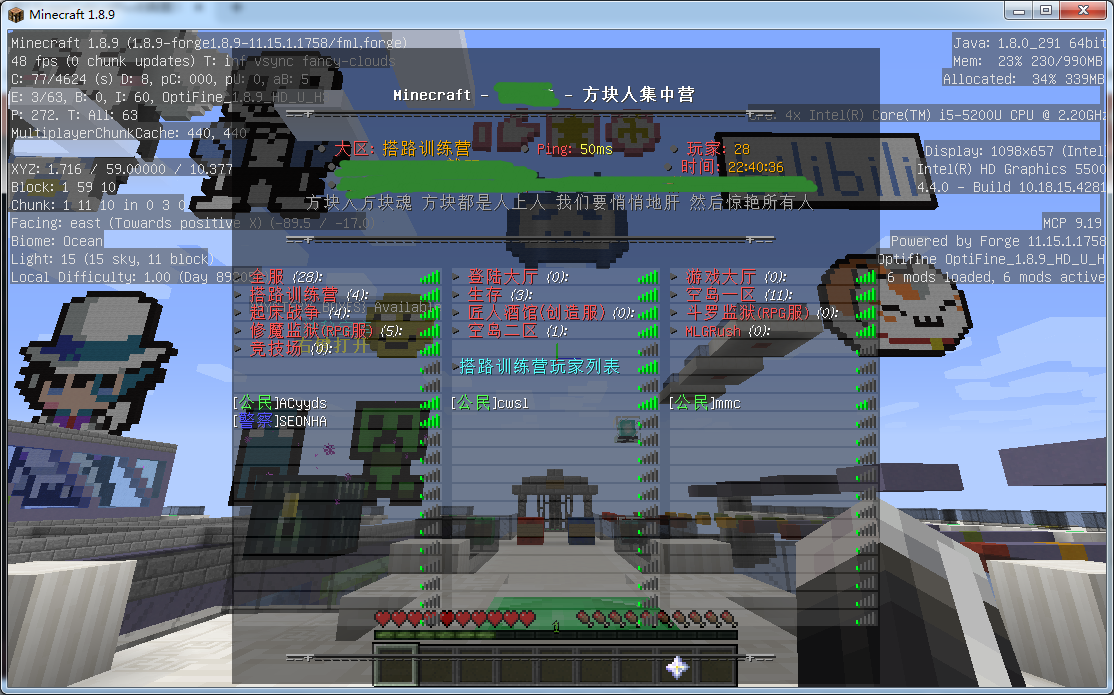 Minecraft 1.8.9
Minecraft 1.8.9 (1.8.9-forge1.8.9-11.15.1.1758/fml,forge)
48 fps (0 chunk updates) T: inf vsync fancy-clouds
C: 77/4624 (s) D: 8, pC: 000, pU: 0, aB: 5
E: 3/63, B: 0, I: 60, OptiFine_1.8.9_HD_U_H
P: 272. T: All: 63
MultiplayerChunkCache: 440, 440
XYZ: 1.716 / 59.00000 / 10.377
Block: 1 59 10
Chunk: 1 11 10 in 0 3 0
Facing: east (Towards positive X) (-89.5 / -17.0)
Biome: Ocean
Light: 15 (15 sky, 11 block)
Local Difficulty: 1.00 (Day 8920
Java: 1.8.0_291 64bit
Mem: 23% 230/990MB
Allocated: 34% 339MB
4x Intel(R) Core(TM) i5-5200U CPU @ 2.20GHz
Display: 1098x657 (Intel)
Intel(R) HD Graphics 5500
4.4.0 - Build 10.18.15.4281
MCP 9.19
Powered by Forge 11.15.1.1758
Optifine OptiFine_1.8.9_HD_U_H
6 mods loaded, 6 mods active
Minecraft - - 方块人集中营
大区: 搭路训练营 Ping: 50ms 玩家: 28
时间: 22:40:36
方块人方块魂 方块都是人上人 我们要悄悄地肝 然后惊艳所有人
全服 (28): 登陆大厅 (0): 游戏大厅 (0):
搭路训练营 (4): 生存 (3): 空岛一区 (11):
起床战争 (4): 匠人酒馆(创造服) (0): 斗罗监狱(RPG服) (0):
修魔监狱(RPG服) (5): 空岛二区 (1): MLGRush (0):
竞技场 (0):
Available
打开
搭路训练营玩家列表
[公民]ACyyds [公民]cwsl [公民]mmc
[警察]SEONHA
libili
1